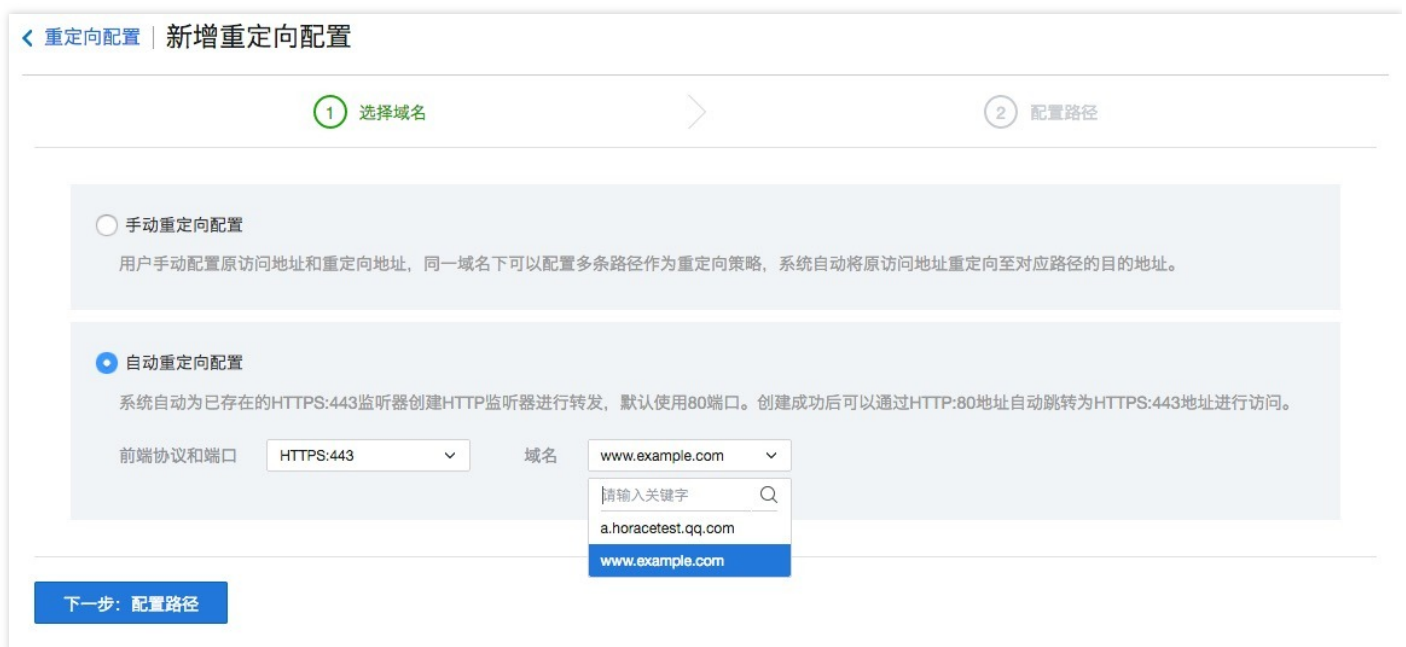 重定向配置 | 新增重定向配置
1 选择域名
2 配置路径
手动重定向配置
用户手动配置原访问地址和重定向地址，同一域名下可以配置多条路径作为重定向策略，系统自动将原访问地址重定向至对应路径的目的地址。
自动重定向配置
系统自动为已存在的HTTPS:443监听器创建HTTP监听器进行转发，默认使用80端口。创建成功后可以通过HTTP:80地址自动跳转为HTTPS:443地址进行访问。
前端协议和端口 HTTPS:443 域名 www.example.com
请输入关键字
a.horacetest.qq.com
www.example.com
下一步：配置路径